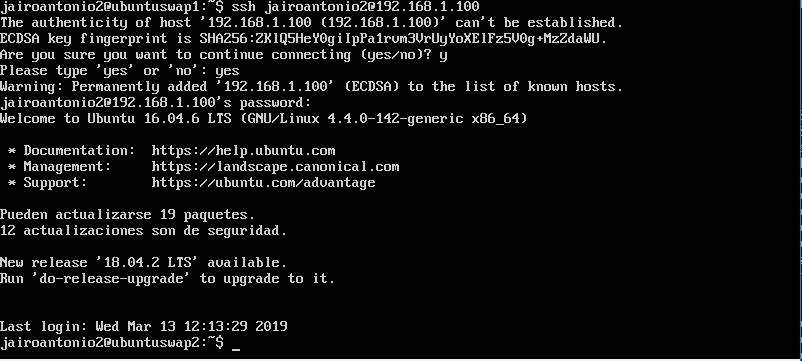 jairoantonio2@ubuntuswap1:~$ ssh jairoantonio2@192.168.1.100
The authenticity of host '192.168.1.100 (192.168.1.100)' can't be established.
ECDSA key fingerprint is SHA256:ZKlQ5HeY0giIpPa1rvm3VrUyYoXElFz5V0g+MzZdaWU.
Are you sure you want to continue connecting (yes/no)? y
Please type 'yes' or 'no': yes
Warning: Permanently added '192.168.1.100' (ECDSA) to the list of known hosts.
jairoantonio2@192.168.1.100's password:
Welcome to Ubuntu 16.04.6 LTS (GNU/Linux 4.4.0-142-generic x86_64)
* Documentation: https://help.ubuntu.com
* Management: https://landscape.canonical.com
* Support: https://ubuntu.com/advantage
Pueden actualizarse 19 paquetes.
12 actualizaciones son de seguridad.
New release '18.04.2 LTS' available.
Run 'do-release-upgrade' to upgrade to it.
Last login: Wed Mar 13 12:13:29 2019
jairoantonio2@ubuntuswap2:~$ _